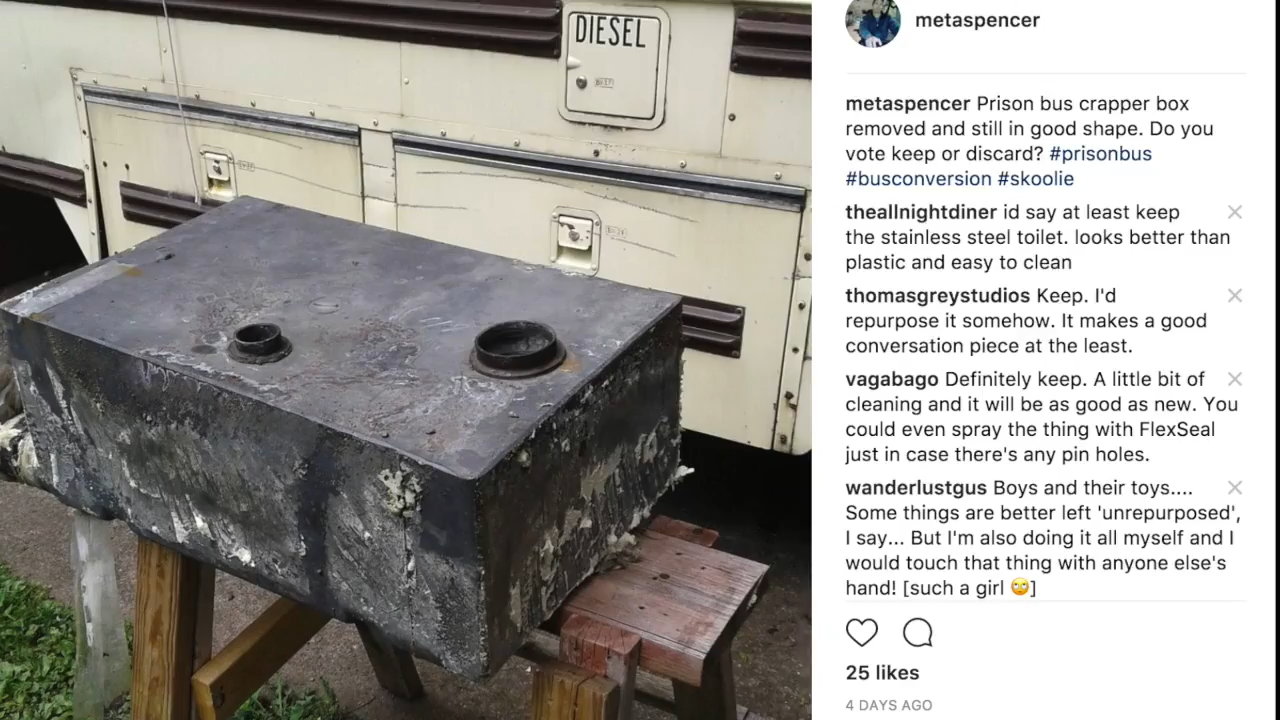 DIESEL
metaspencer
metaspencer Prison bus crapper box
removed and still in good shape. Do you
vote keep or discard? #prisonbus
#busconversion #skoolie
theallnightdiner id say at least keep
the stainless steel toilet. looks better than
plastic and easy to clean
thomasgreystudios Keep. I'd
repurpose it somehow. It makes a good
conversation piece at the least.
vagabago Definitely keep. A little bit of
cleaning and it will be as good as new. You
could even spray the thing with FlexSeal
just in case there's any pin holes.
wanderlustgus Boys and their toys....
Some things are better left 'unrepurposed',
I say... But I'm also doing it all myself and I
would touch that thing with anyone else's
hand! [such a girl 🙄]
25 likes
4 DAYS AGO